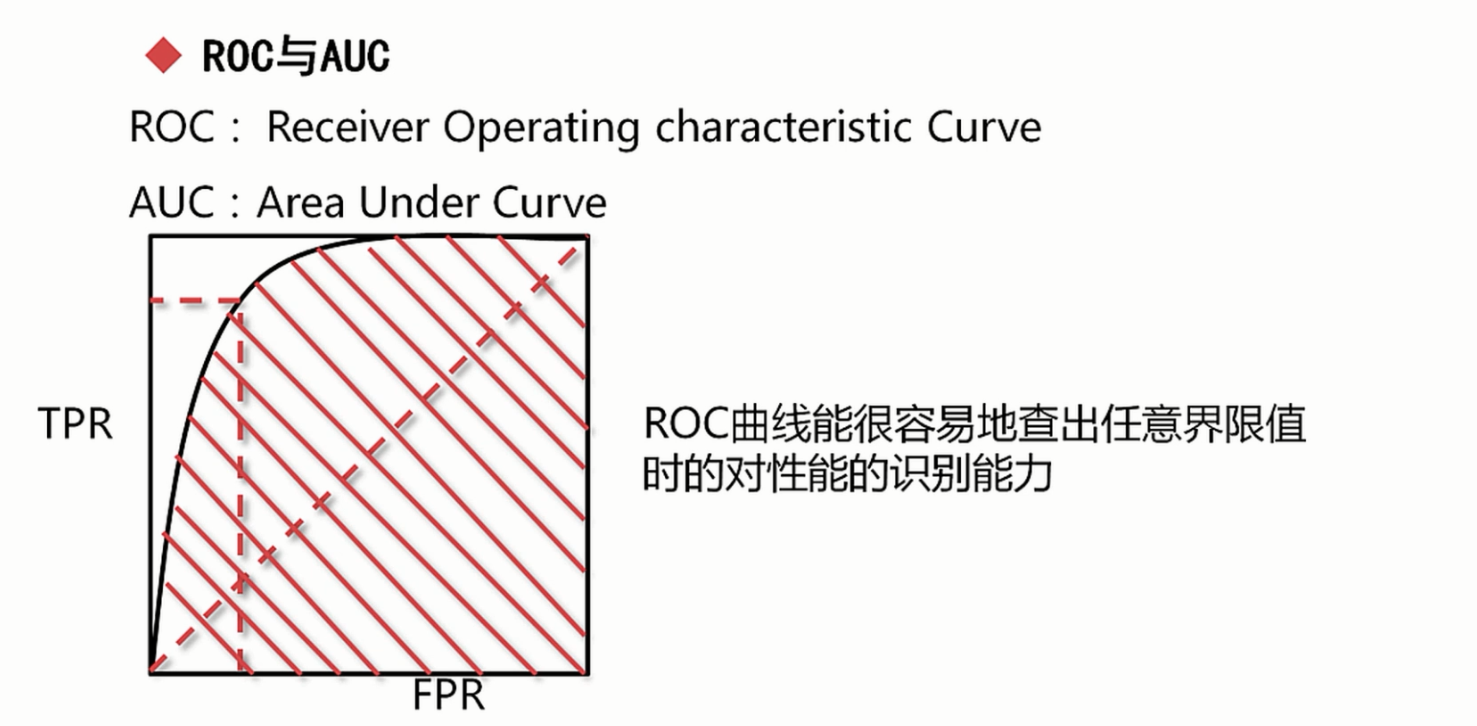 ROC与AUC
ROC： Receiver Operating characteristic Curve
AUC：Area Under Curve
TPR
ROC曲线能很容易地查出任意界限值
时的对性能的识别能力
FPR